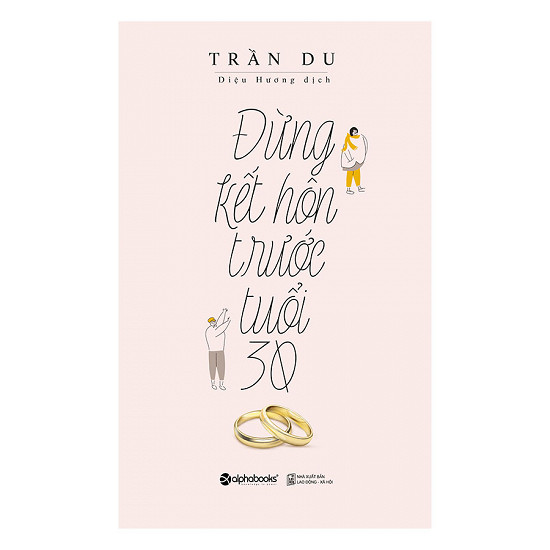 TRẦN DU
Diệu Hương dịch
Đừng
kết hôn
trước
tuổi
30
alphabooks
NHÀ XUẤT BẢN
LAO ĐỘNG - XÃ HỘI